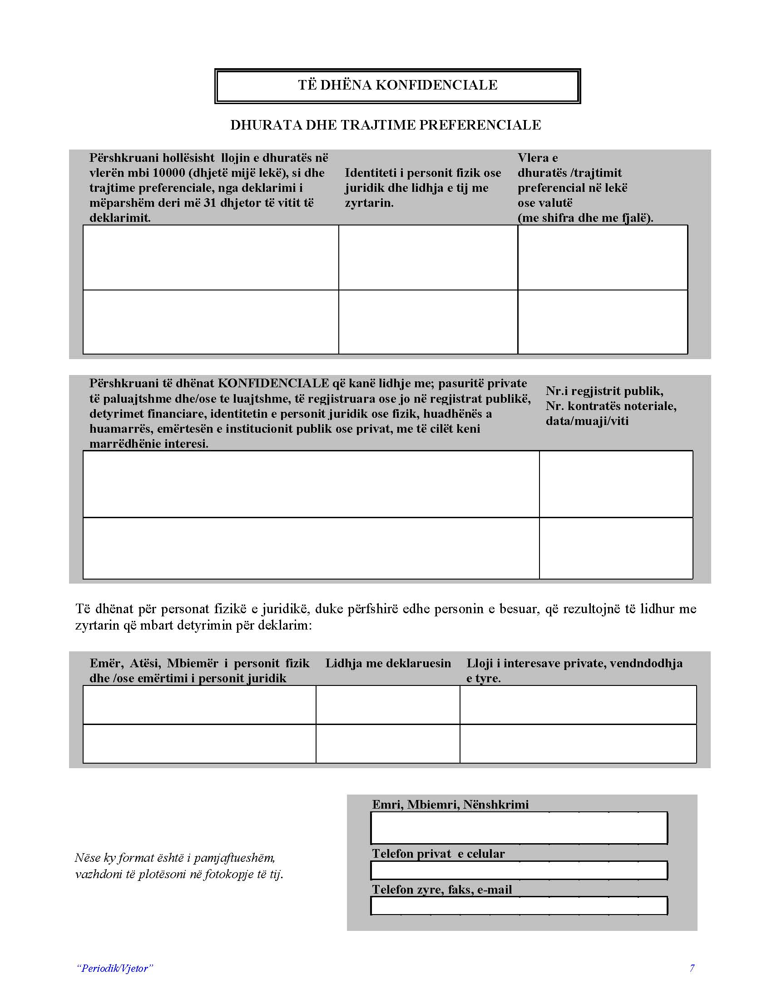 TË DHËNA KONFIDENCIALE
DHURATA DHE TRAJTIME PREFERENCIALE
Përshkruani hollësisht llojin e dhuratës në
vlerën mbi 10000 (dhjetë mijë lekë), si dhe
trajtime preferenciale, nga deklarimi i
mëparshëm deri më 31 dhjetor të vitit të
deklarimit.
Identiteti i personit fizik ose
juridik dhe lidhja e tij me
zyrtarin.
Vlera e
dhuratës /trajtimit
preferencial në lekë
ose valutë
(me shifra dhe me fjalë).
Përshkruani të dhënat KONFIDENCIALE që kanë lidhje me; pasuritë private
të paluajtshme dhe/ose te luajtshme, të regjistruara ose jo në regjistrat publikë,
detyrimet financiare, identitetin e personit juridik ose fizik, huadhënës a
huamarrës, emërtesën e institucionit publik ose privat, me të cilët keni
marrëdhënie interesi.
Nr.i regjistrit publik,
Nr. kontratës noteriale,
data/muaji/viti
Të dhënat për personat fizikë e juridikë, duke përfshirë edhe personin e besuar, që rezultojnë të lidhur me
zyrtarin që mbart detyrimin për deklarim:
Emër, Atësi, Mbiemër i personit fizik
dhe /ose emërtimi i personit juridik
Lidhja me deklaruesin
Lloji i interesave private, vendndodhja
e tyre.
Emri, Mbiemri, Nënshkrimi
Telefon privat e celular
Telefon zyre, faks, e-mail
Nëse ky format është i pamjaftueshëm,
vazhdoni të plotësoni në fotokopje të tij.
“Periodik/Vjetor”
7